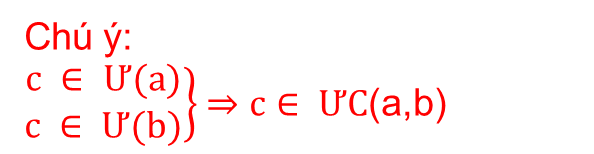 Chú ý:
c ∈ Ư(a)
c ∈ Ư(b)} ⇒ c ∈ ƯC(a,b)